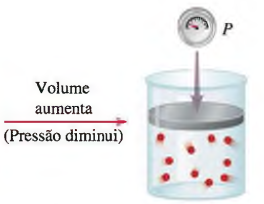 P
Volume
aumenta
(Pressão diminui)